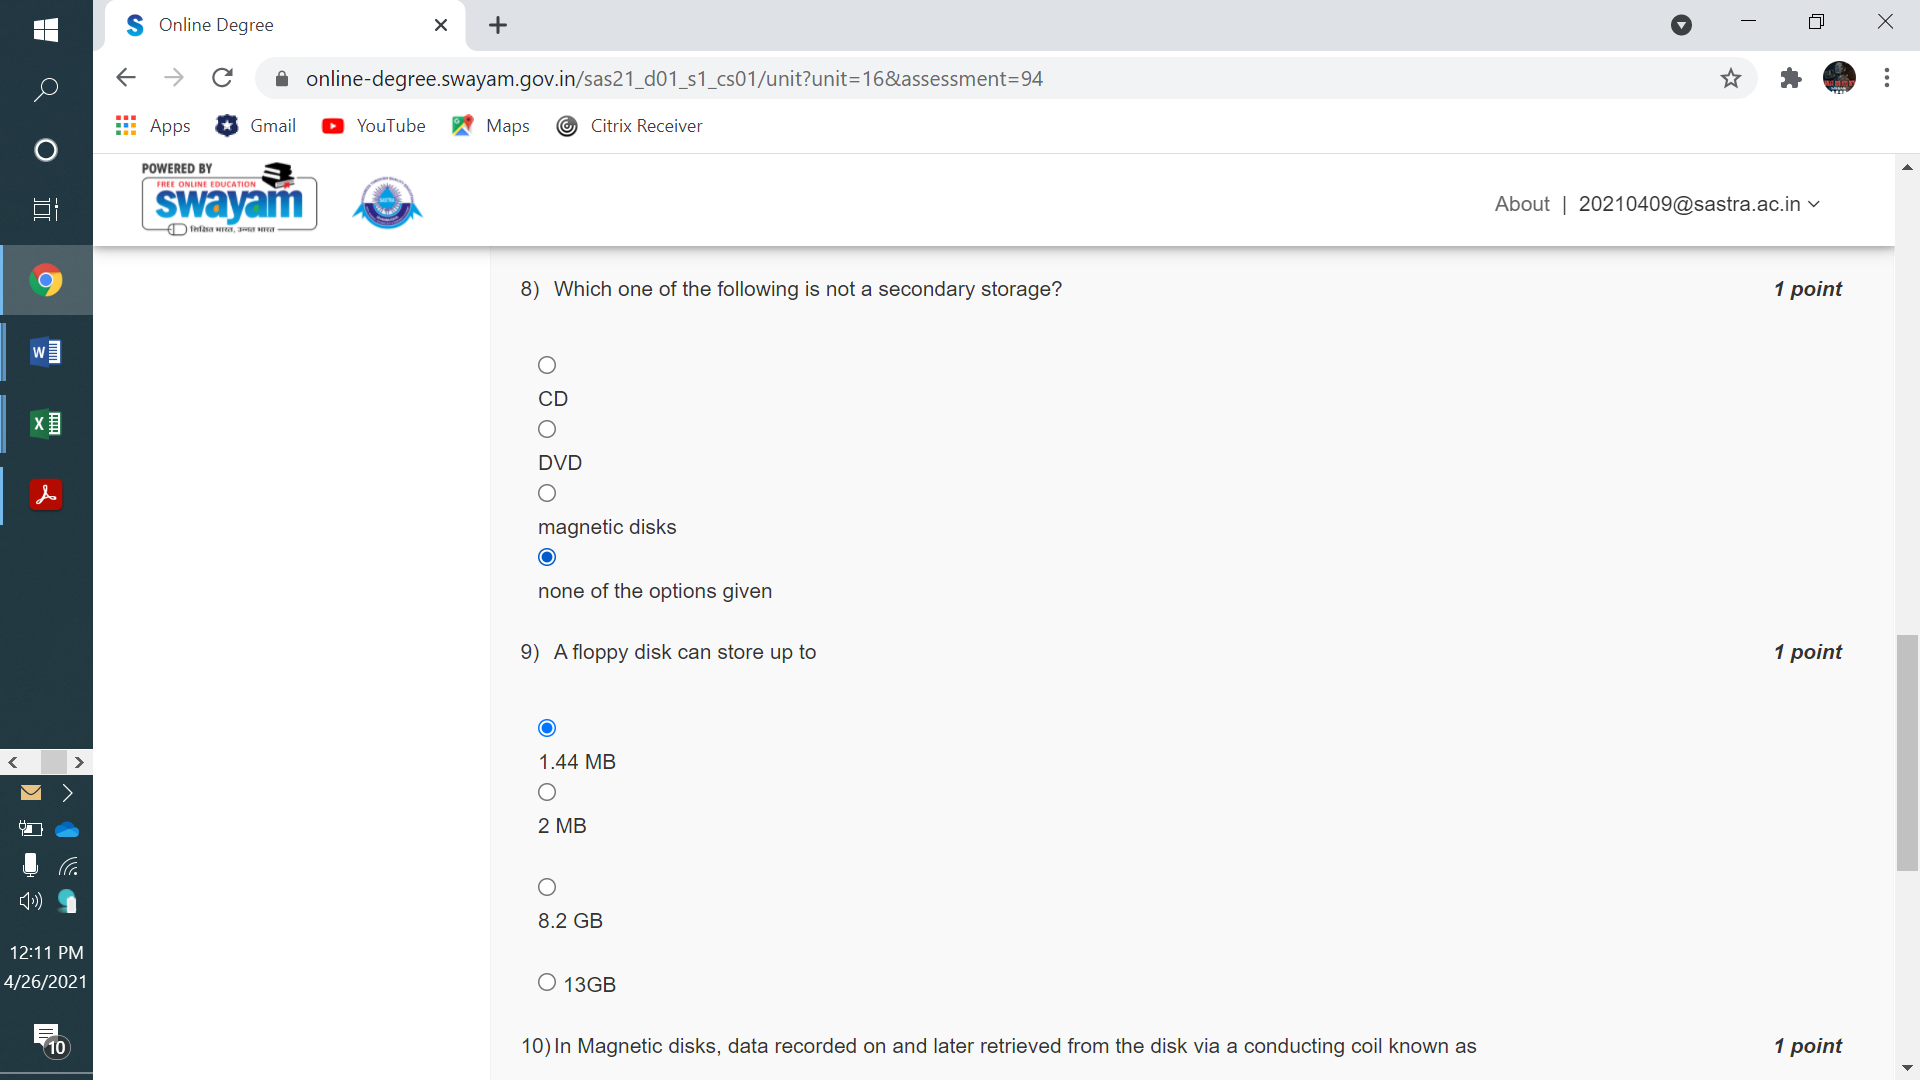 Online Degree
online-degree.swayam.gov.in/sas21_d01_s1_cs01/unit?unit=16&assessment=94
Apps Gmail YouTube Maps Citrix Receiver
POWERED BY
FREE ONLINE EDUCATION
swayam
शिक्षित भारत, उन्नत भारत
SASTRA
About | 20210409@sastra.ac.in
8) Which one of the following is not a secondary storage? 1 point
CD
DVD
magnetic disks
none of the options given
9) A floppy disk can store up to 1 point
1.44 MB
2 MB
8.2 GB
13GB
10) In Magnetic disks, data recorded on and later retrieved from the disk via a conducting coil known as 1 point
12:11 PM
4/26/2021
10